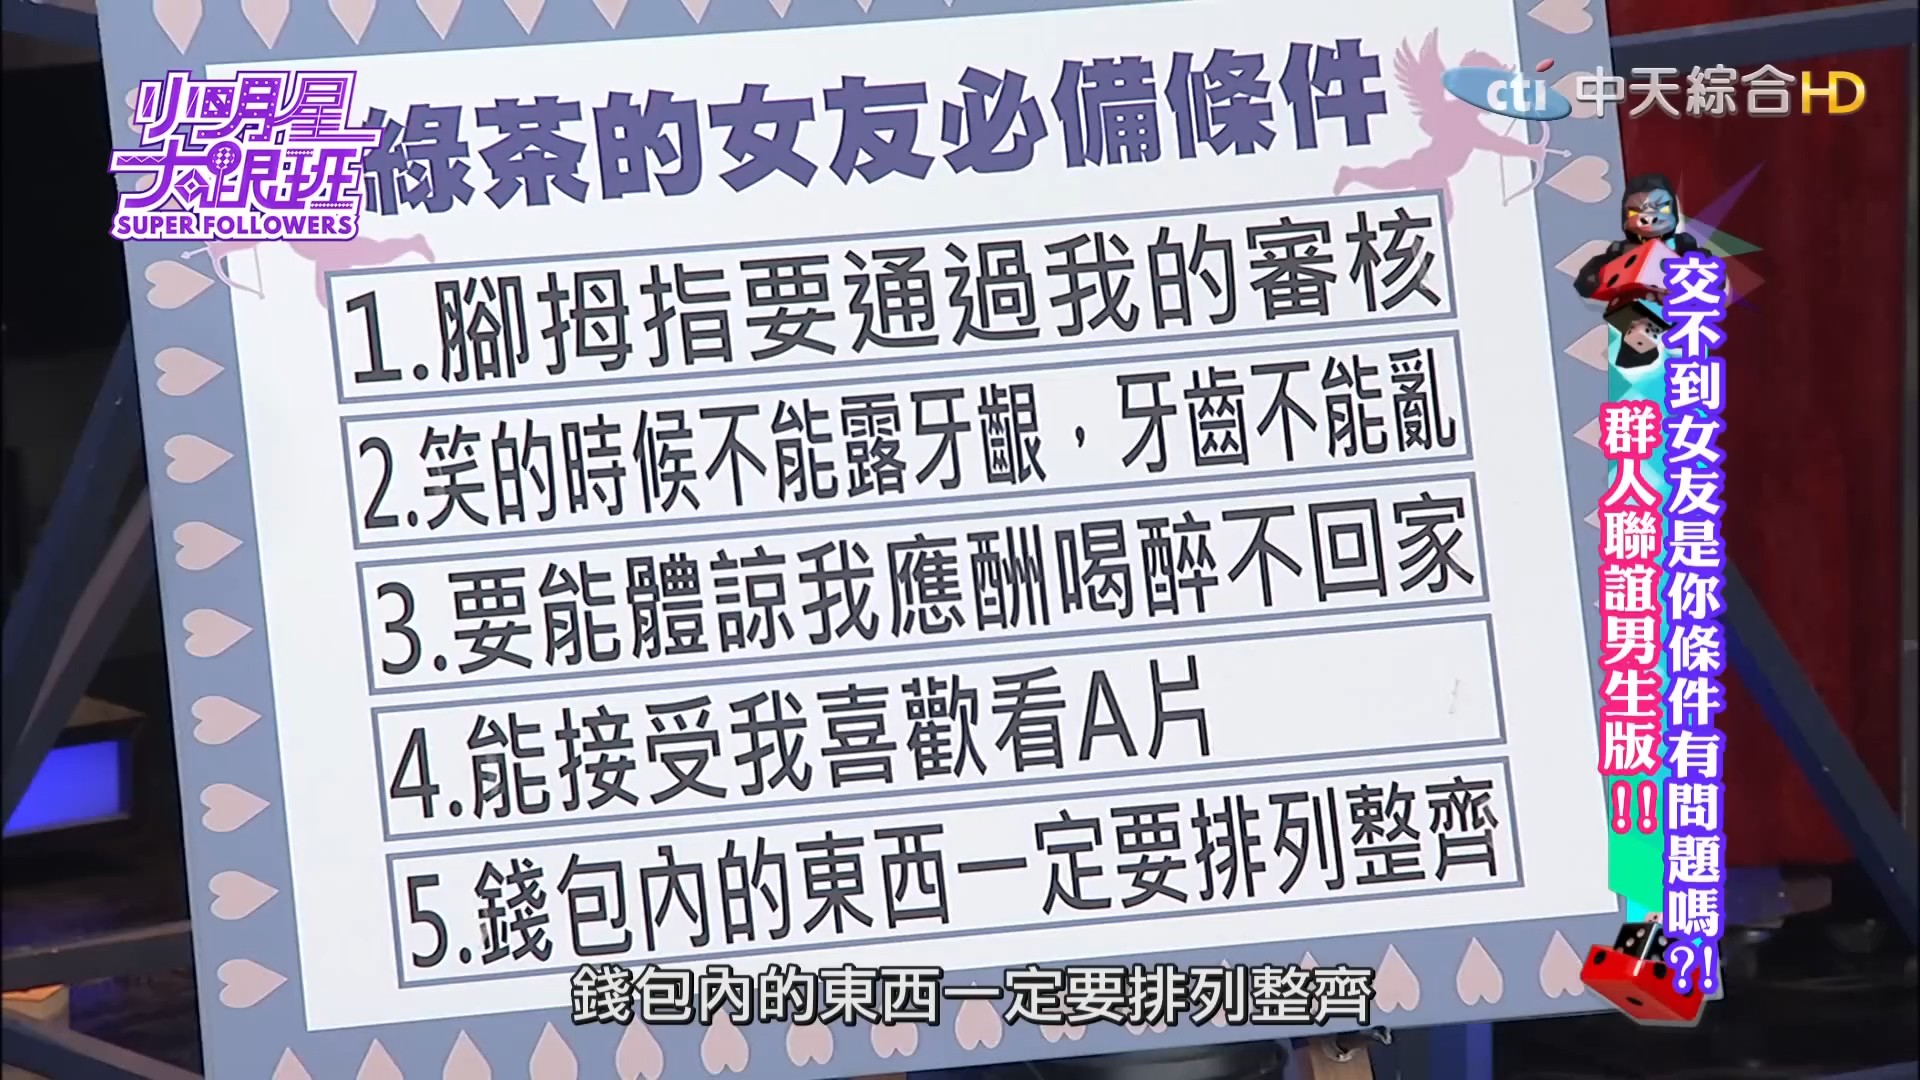 小明星
大跟班
SUPER FOLLOWERS
cti 中天綜合HD
綠茶的女友必備條件
1.腳拇指要通過我的審核
2.笑的時候不能露牙齦，牙齒不能亂
3.要能體諒我應酬喝醉不回家
4.能接受我喜歡看A片
5.錢包內的東西一定要排列整齊
交不到女友是你條件有問題嗎?!
群人聯誼男生版!!
錢包內的東西一定要排列整齊